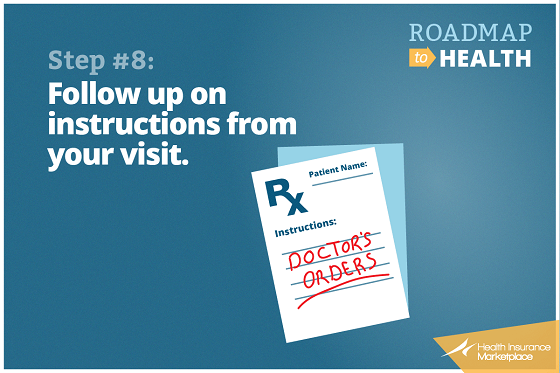 ROADMAP
to HEALTH
Step #8:
Follow up on
instructions from
your visit.
Rx
Patient Name:
Instructions:
DOCTOR'S
ORDERS
Health Insurance
Marketplace